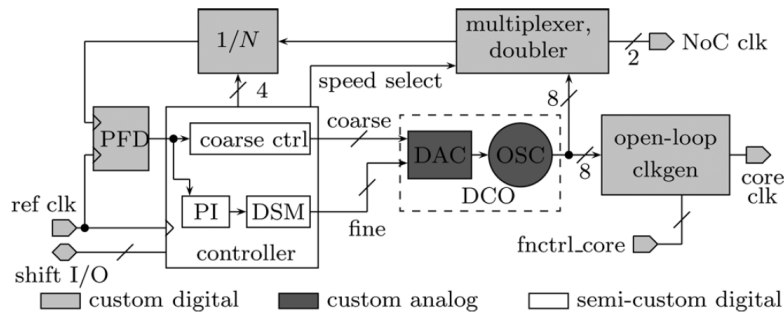 multiplexer,
doubler
1/N
2
NoC clk
4
speed select
8
PFD
coarse ctrl
coarse
DAC
OSC
8
open-loop
clkgen
core
clk
ref clk
PI
DSM
DCO
fine
controller
fnctrl_core
shift I/O
custom digital
custom analog
semi-custom digital